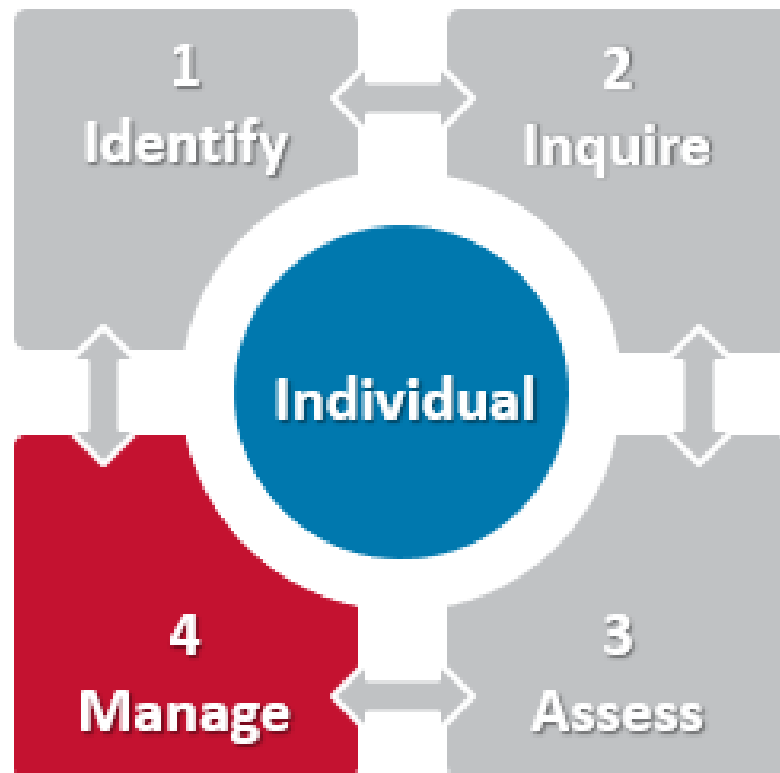 1
Identify
2
Inquire
Individual
4
Manage
3
Assess